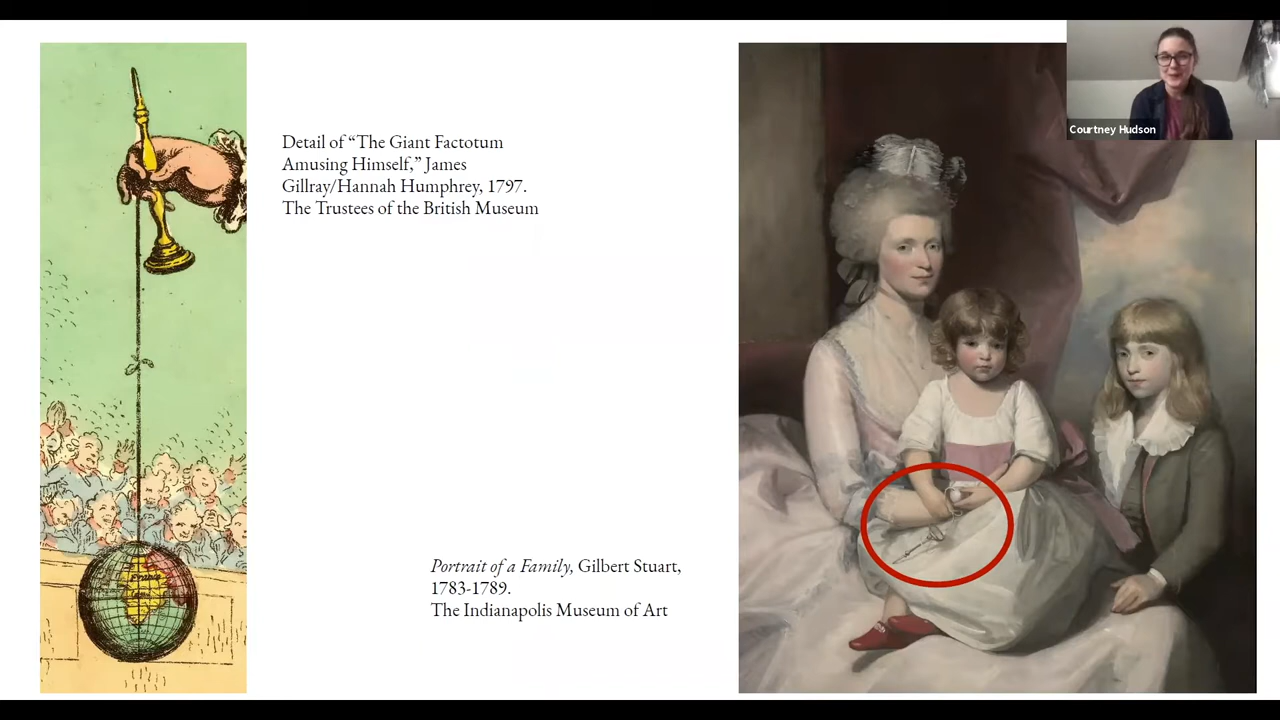 Detail of “The Giant Factotum
Amusing Himself,” James
Gillray/Hannah Humphrey, 1797.
The Trustees of the British Museum
Courtney Hudson
Portrait of a Family, Gilbert Stuart,
1783-1789.
The Indianapolis Museum of Art